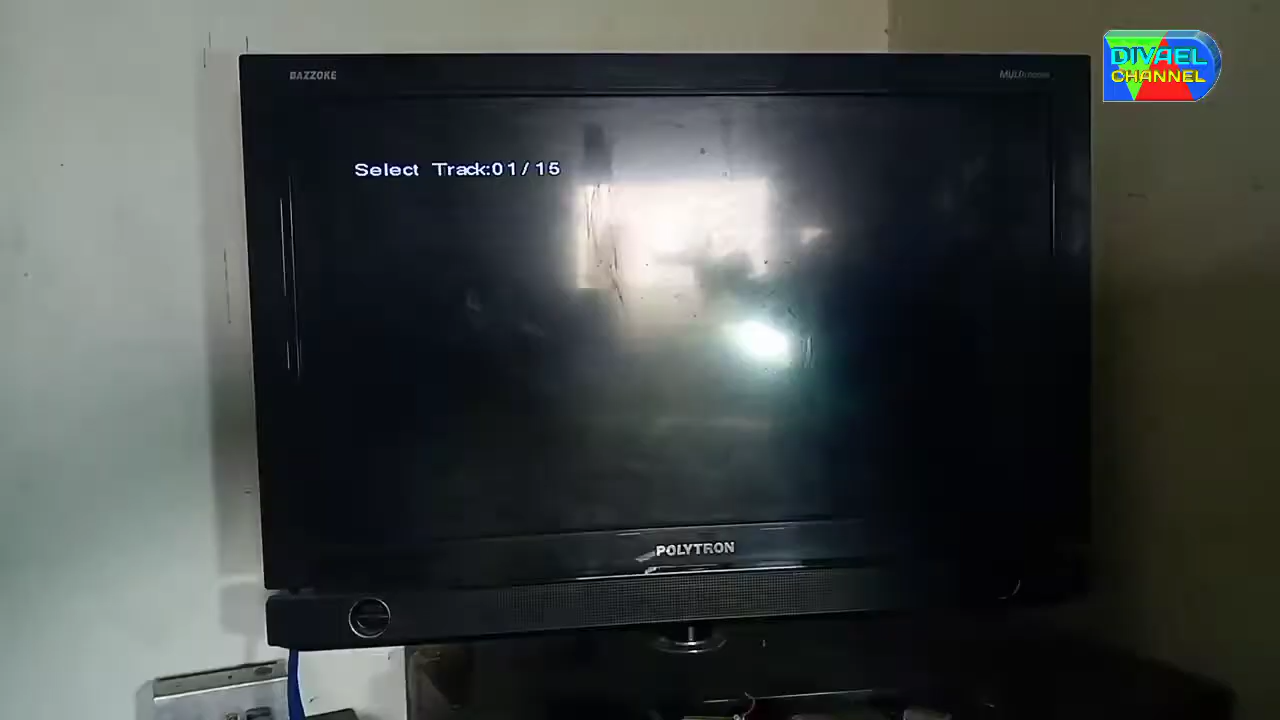 BAZZOKE
DIVAEL
CHANNEL
Select Track:01/15
POLYTRON